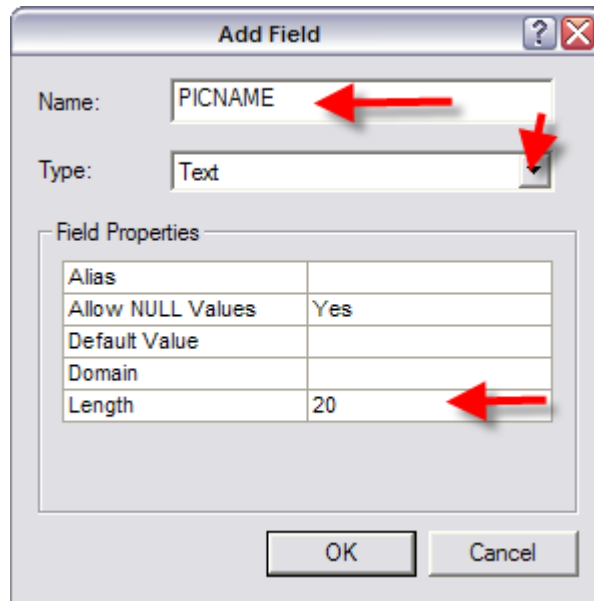 Add Field
?
Name: PICNAME
Type: Text
Field Properties
Alias
Allow NULL Values Yes
Default Value
Domain
Length 20
OK Cancel